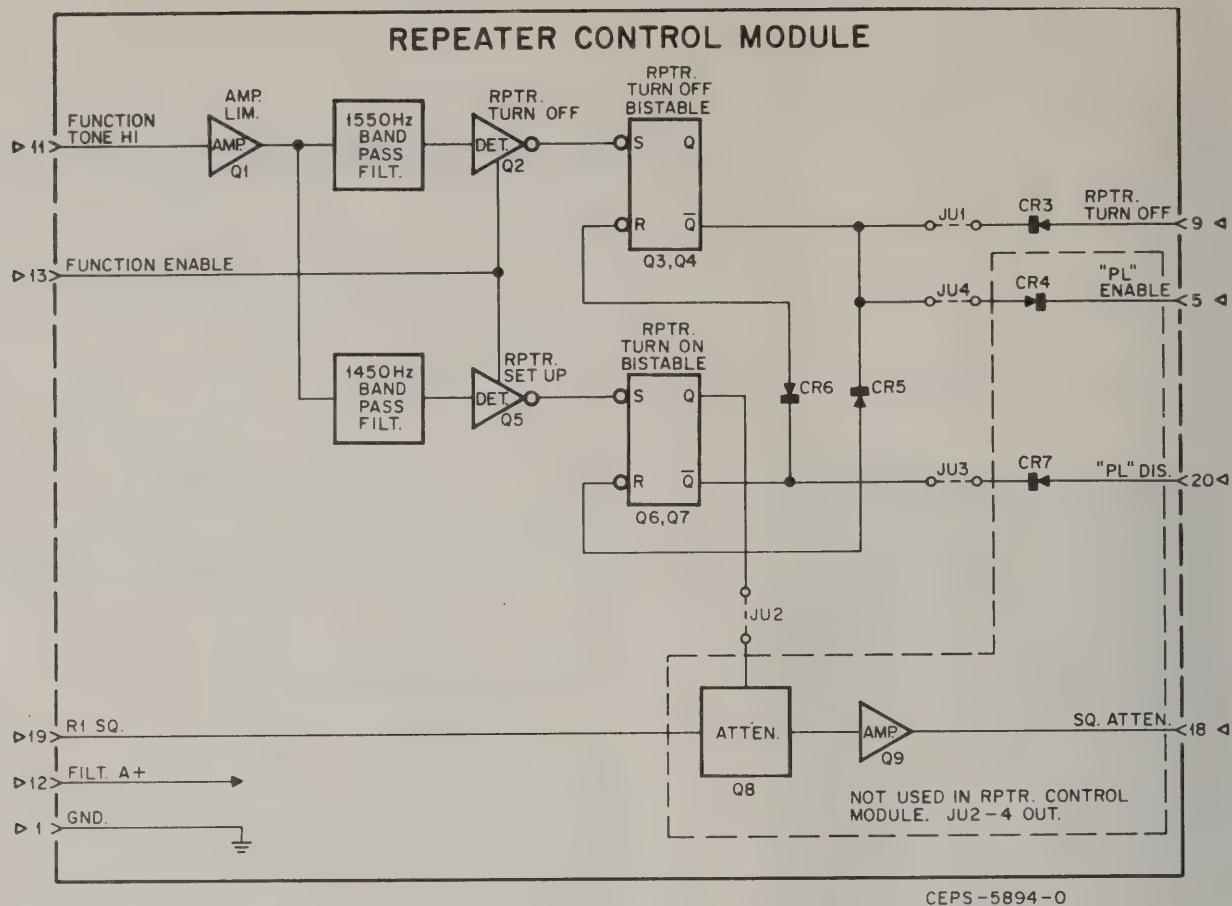 REPEATER CONTROL MODULE
FUNCTION
TONE HI
11
AMP.
LIM.
AMP.
Q1
1550Hz
BAND
PASS
FILT.
RPTR.
TURN OFF
DET.
Q2
RPTR.
TURN OFF
BISTABLE
S
Q
R
Q̅
Q3,Q4
JU1
CR3
RPTR.
TURN OFF
9
13
FUNCTION ENABLE
JU4
CR4
"PL"
ENABLE
5
1450Hz
BAND
PASS
FILT.
RPTR.
SET UP
DET.
Q5
RPTR.
TURN ON
BISTABLE
S
Q
R
Q̅
Q6,Q7
CR6
CR5
JU3
CR7
"PL" DIS.
20
JU2
19
R1 SQ.
ATTEN.
Q8
AMP.
Q9
SQ. ATTEN.
18
12
FILT. A+
1
GND.
NOT USED IN RPTR. CONTROL
MODULE. JU2-4 OUT.
CEPS-5894-O